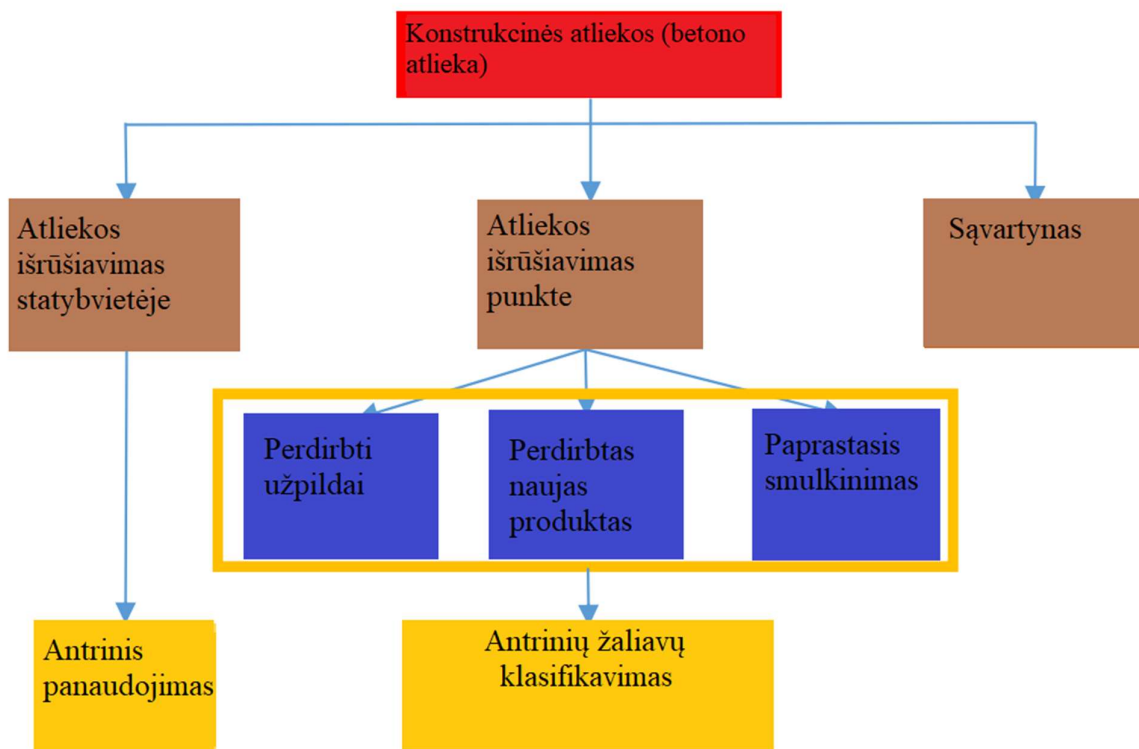 Konstrukcinės atliekos (betono
atlieka)
Atliekos
išrūšiavimas
statybvietėje
Atliekos
išrūšiavimas
punkte
Sąvartynas
Perdirbti
užpildai
Perdirbtas
naujas
produktas
Paprastasis
smulkinimas
Antrinis
panaudojimas
Antrinių žaliavų
klasifikavimas